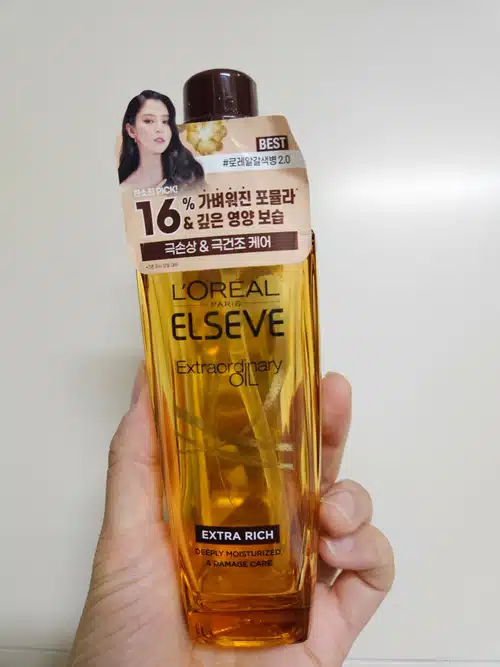 BEST
#로레알갈색병 2.0
한소희 PICK!
16% 가벼워진 포뮬라
& 깊은 영양 보습
극손상 & 극건조 케어
L'ORÉAL
PARIS
ELSEVE
Extraordinary
OIL
EXTRA RICH
DEEPLY MOISTURIZED
& DAMAGE CARE